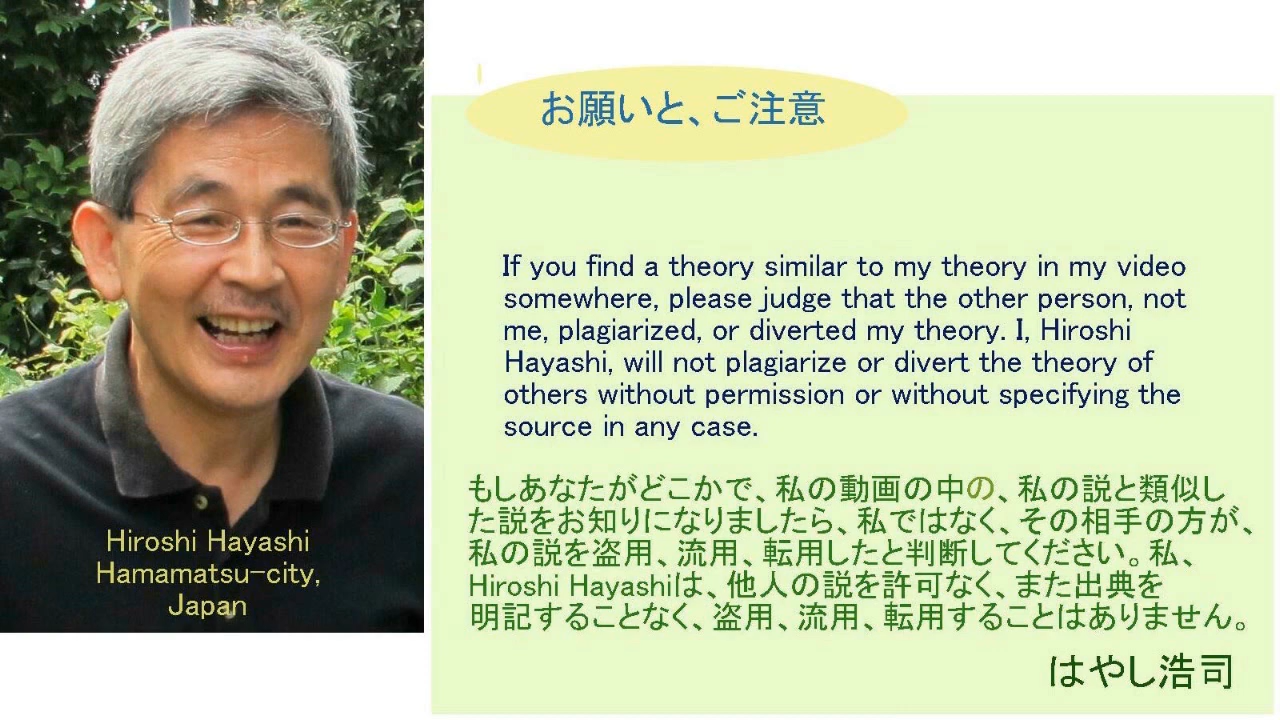 お願いと、ご注意
If you find a theory similar to my theory in my video
somewhere, please judge that the other person, not
me, plagiarized, or diverted my theory. I, Hiroshi
Hayashi, will not plagiarize or divert the theory of
others without permission or without specifying the
source in any case.
もしあなたがどこかで、私の動画の中の、私の説と類似し
た説をお知りになりましたら、私ではなく、その相手の方が、
私の説を盗用、流用、転用したと判断してください。私、
Hiroshi Hayashiは、他人の説を許可なく、また出典を
明記することなく、盗用、流用、転用することはありません。
はやし浩司
Hiroshi Hayashi
Hamamatsu-city,
Japan